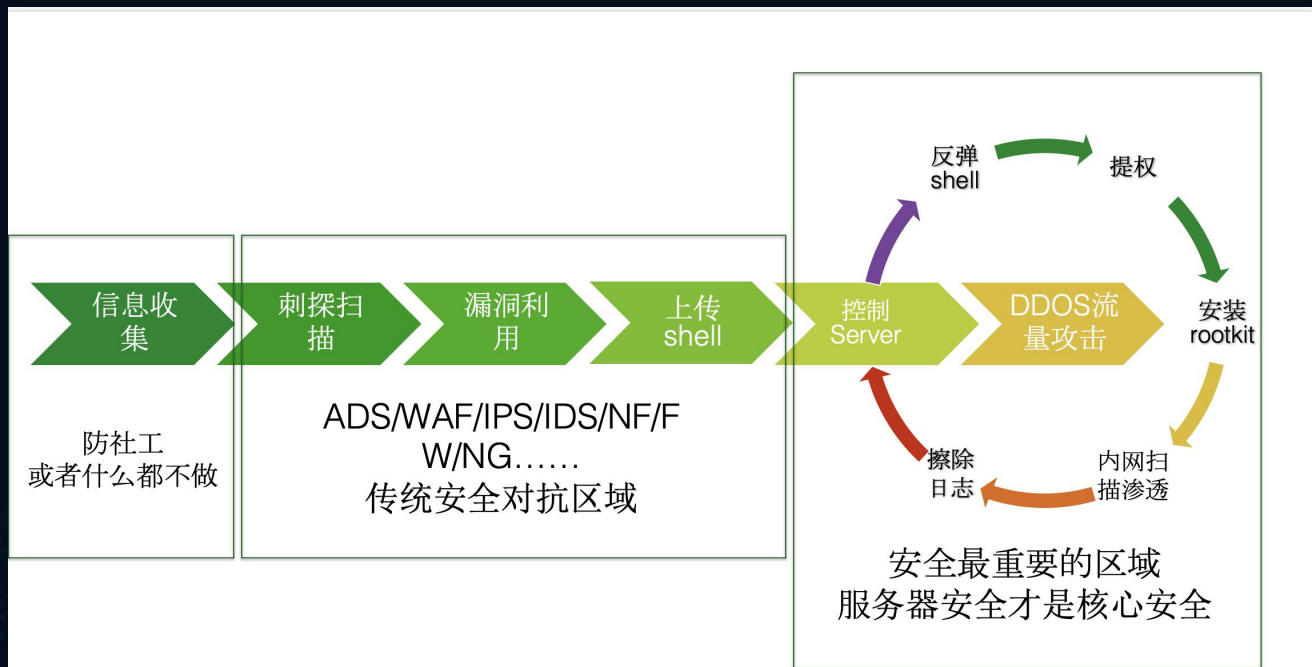 信息收
集
刺探扫
描
漏洞利
用
上传
shell
控制
Server
DDOS流
量攻击
反弹
shell
提权
安装
rootkit
内网扫
描渗透
擦除
日志
防社工
或者什么都不做
ADS/WAF/IPS/IDS/NF/F
W/NG……
传统安全对抗区域
安全最重要的区域
服务器安全才是核心安全